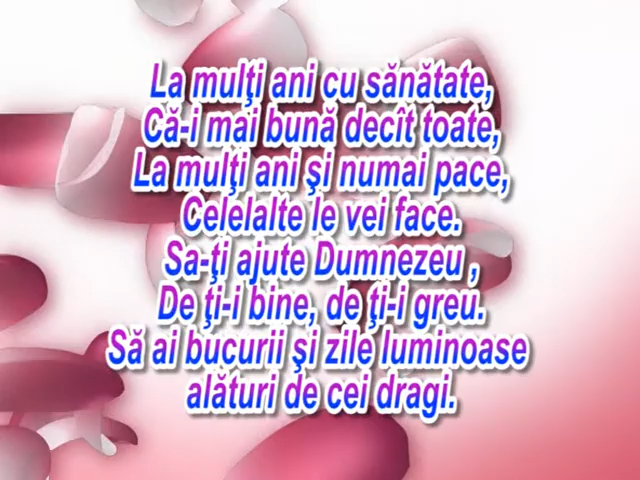 La mulţi ani cu sănătate,
Că-i mai bună decît toate,
La mulţi ani şi numai pace,
Celelalte le vei face.
Sa-ţi ajute Dumnezeu ,
De ţi-i bine, de ţi-i greu.
Să ai bucurii şi zile luminoase
alături de cei dragi.